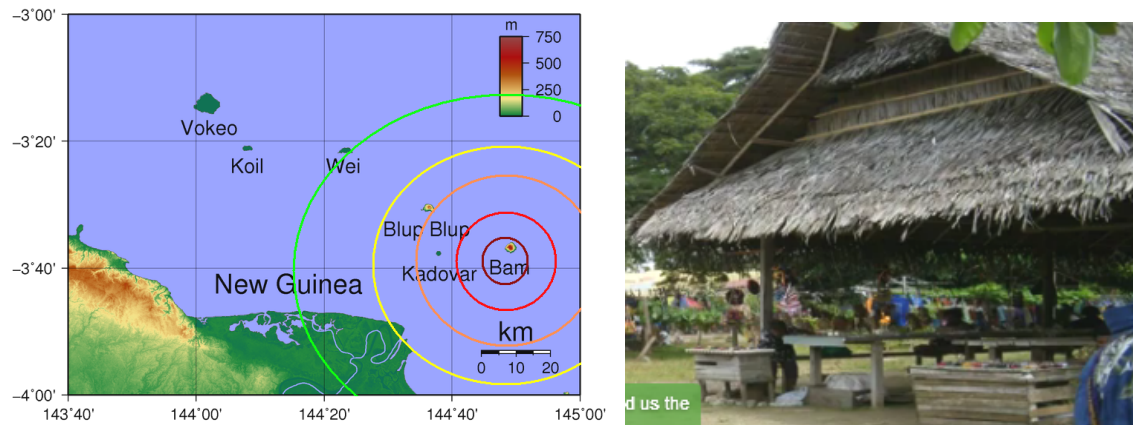 −3°00'
−3°20'
−3°40'
−4°00'
143°40'
144°00'
144°20'
144°40'
145°00'
m
750
500
250
0
Vokeo
Koil
Wei
Blup Blup
Kadovar
Bam
New Guinea
km
0 10 20
d us the